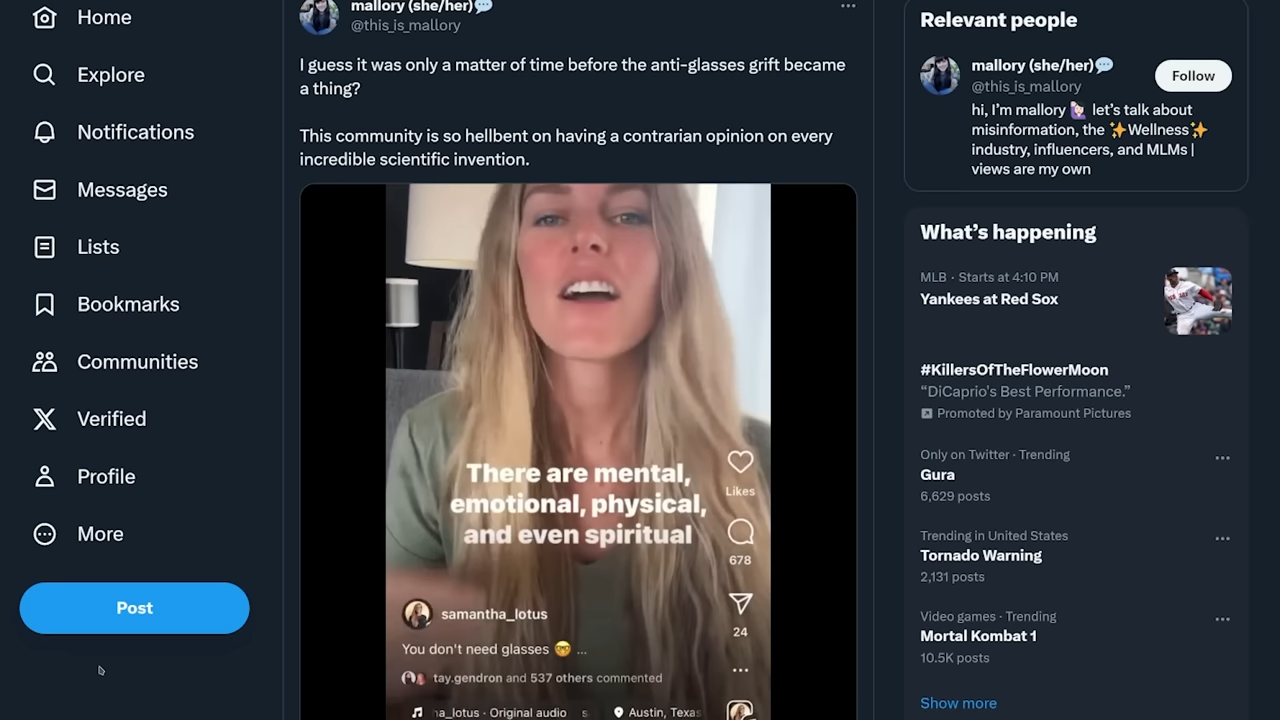 Home
Explore
Notifications
Messages
Lists
Bookmarks
Communities
Verified
Profile
More
Post
mallory (she/her)💬
@this_is_mallory
I guess it was only a matter of time before the anti-glasses grift became
a thing?
This community is so hellbent on having a contrarian opinion on every
incredible scientific invention.
There are mental,
emotional, physical,
and even spiritual
Likes
678
24
samantha_lotus
You don't need glasses 🤓 ...
tay.gendron and 537 others commented
ha_lotus · Original audio
Austin, Texas
Relevant people
mallory (she/her)💬
@this_is_mallory
Follow
hi, I’m mallory 🙋🏻‍♀️ let’s talk about
misinformation, the ✨Wellness✨
industry, influencers, and MLMs |
views are my own
What’s happening
MLB · Starts at 4:10 PM
Yankees at Red Sox
#KillersOfTheFlowerMoon
“DiCaprio's Best Performance.”
Promoted by Paramount Pictures
Only on Twitter · Trending
Gura
6,629 posts
Trending in United States
Tornado Warning
2,131 posts
Video games · Trending
Mortal Kombat 1
10.5K posts
Show more